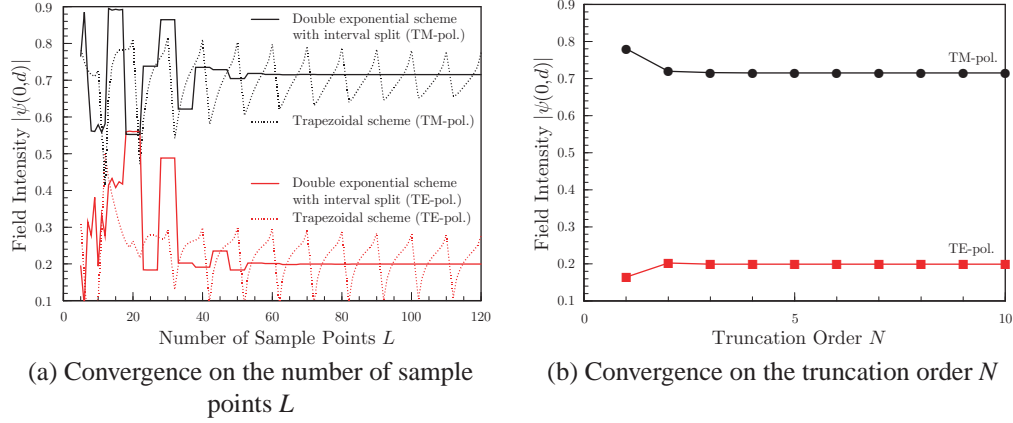 0.9
0.8
0.7
0.6
0.5
0.4
0.3
0.2
0.1
Field Intensity |ψ(0,d)|
Double exponential scheme
with interval split (TM-pol.)
Trapezoidal scheme (TM-pol.)
Double exponential scheme
with interval split (TE-pol.)
Trapezoidal scheme (TE-pol.)
0 20 40 60 80 100 120
Number of Sample Points L
(a) Convergence on the number of sample
points L
0.9
0.8
0.7
0.6
0.5
0.4
0.3
0.2
0.1
Field Intensity |ψ(0,d)|
TM-pol.
TE-pol.
0 5 10
Truncation Order N
(b) Convergence on the truncation order N